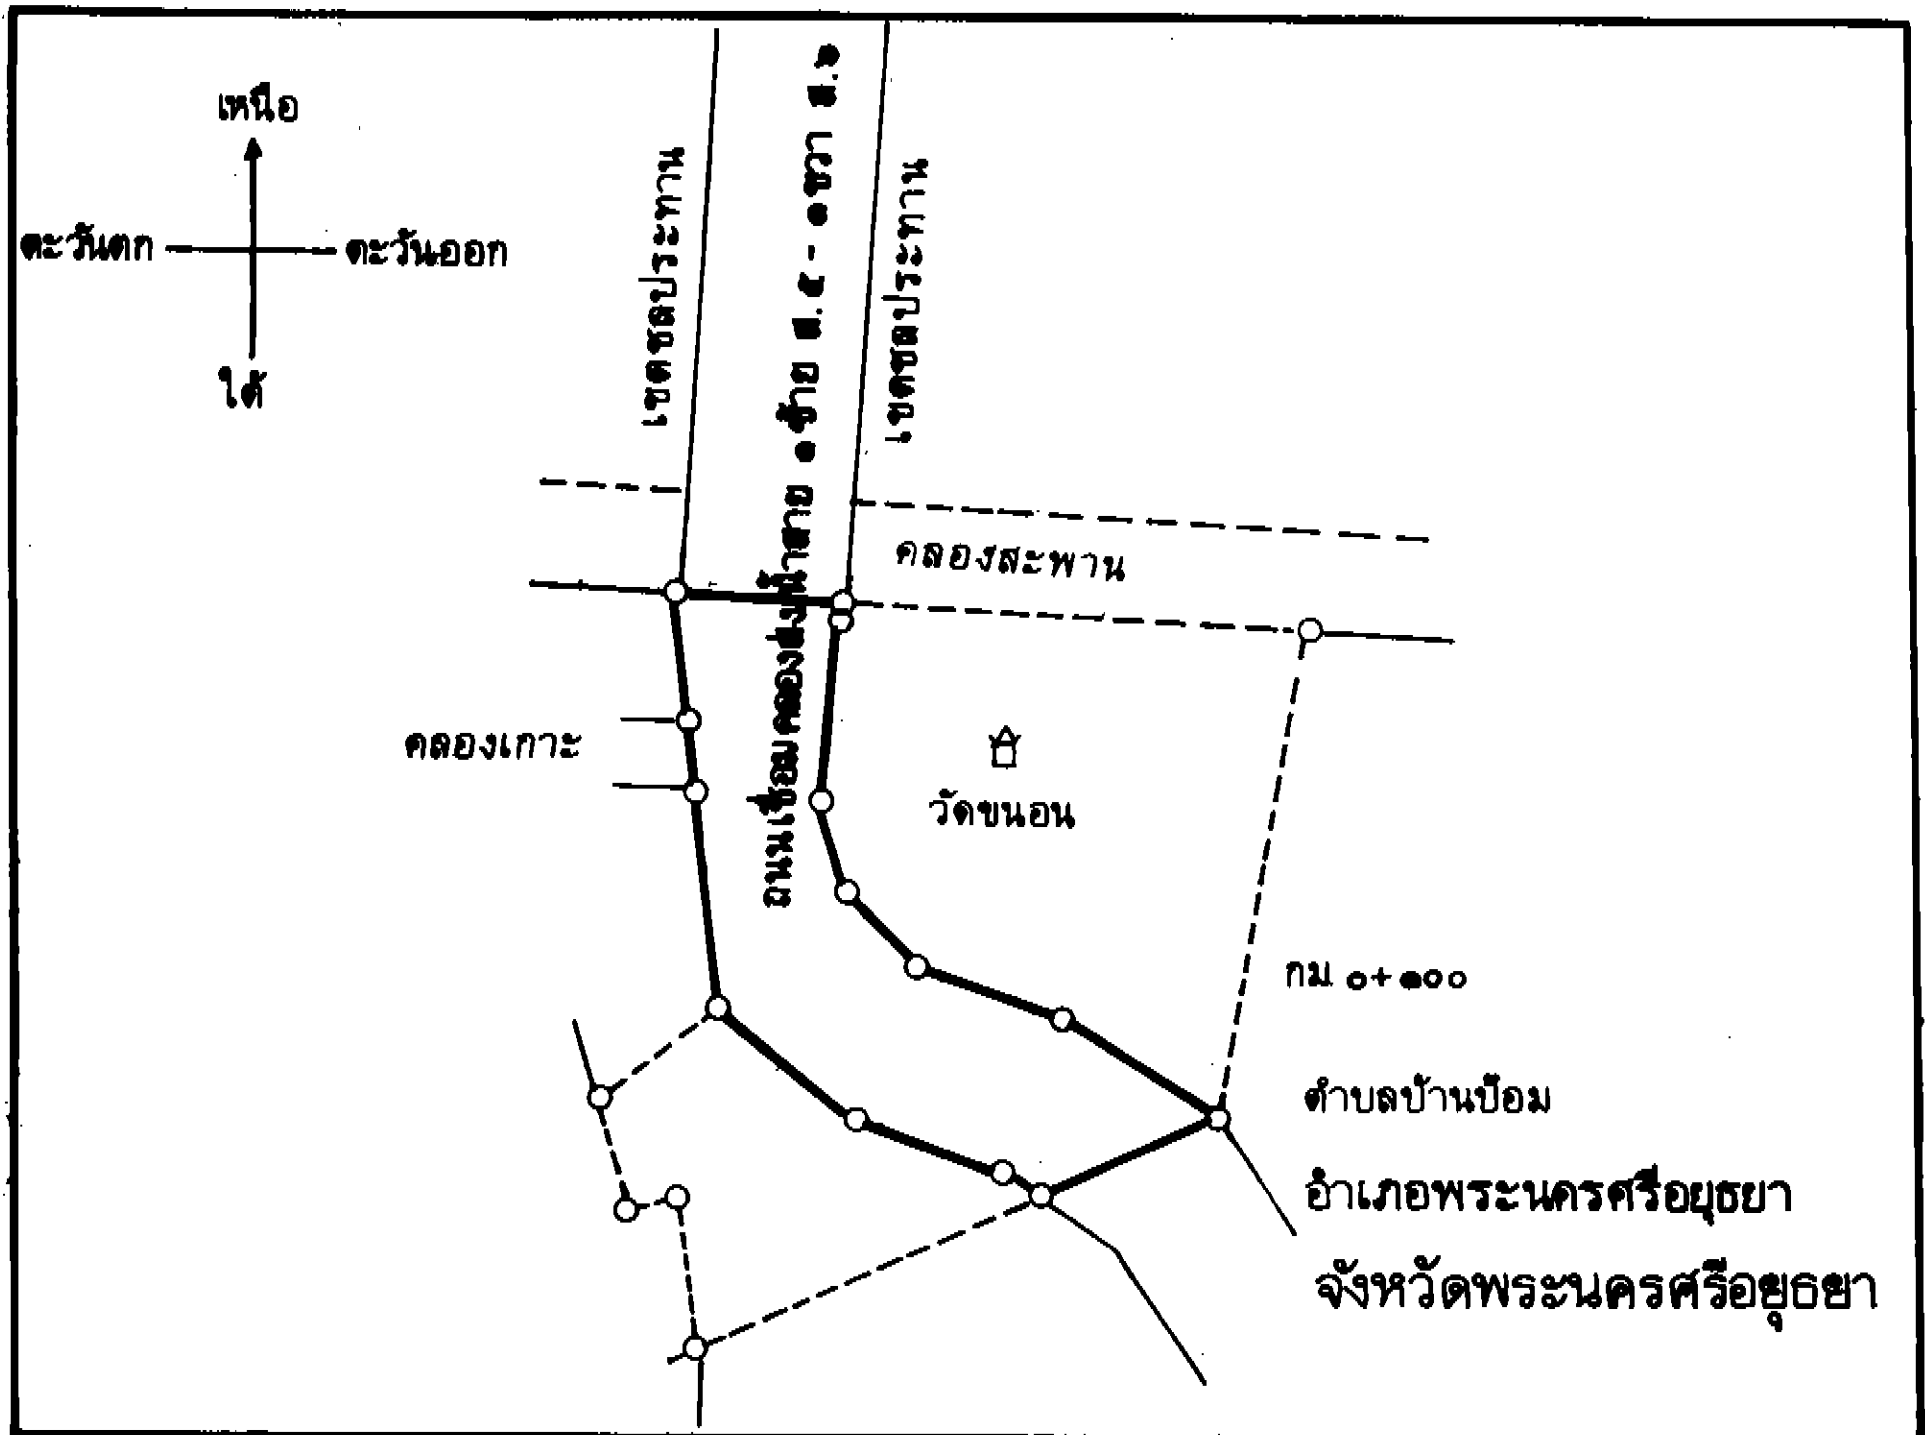 เหนือ
ตะวันตก
ตะวันออก
ใต้
เขตชลประทาน
ถนนเชื่อมคลองส่งน้ำสาย ๑ ซ้าย ส.๕ - ๑ ขวา ส.๖
เขตชลประทาน
คลองสะพาน
คลองเกาะ
วัดขนอน
กม ๐+๑๐๐
ตำบลบ้านป้อม
อำเภอพระนครศรีอยุธยา
จังหวัดพระนครศรีอยุธยา